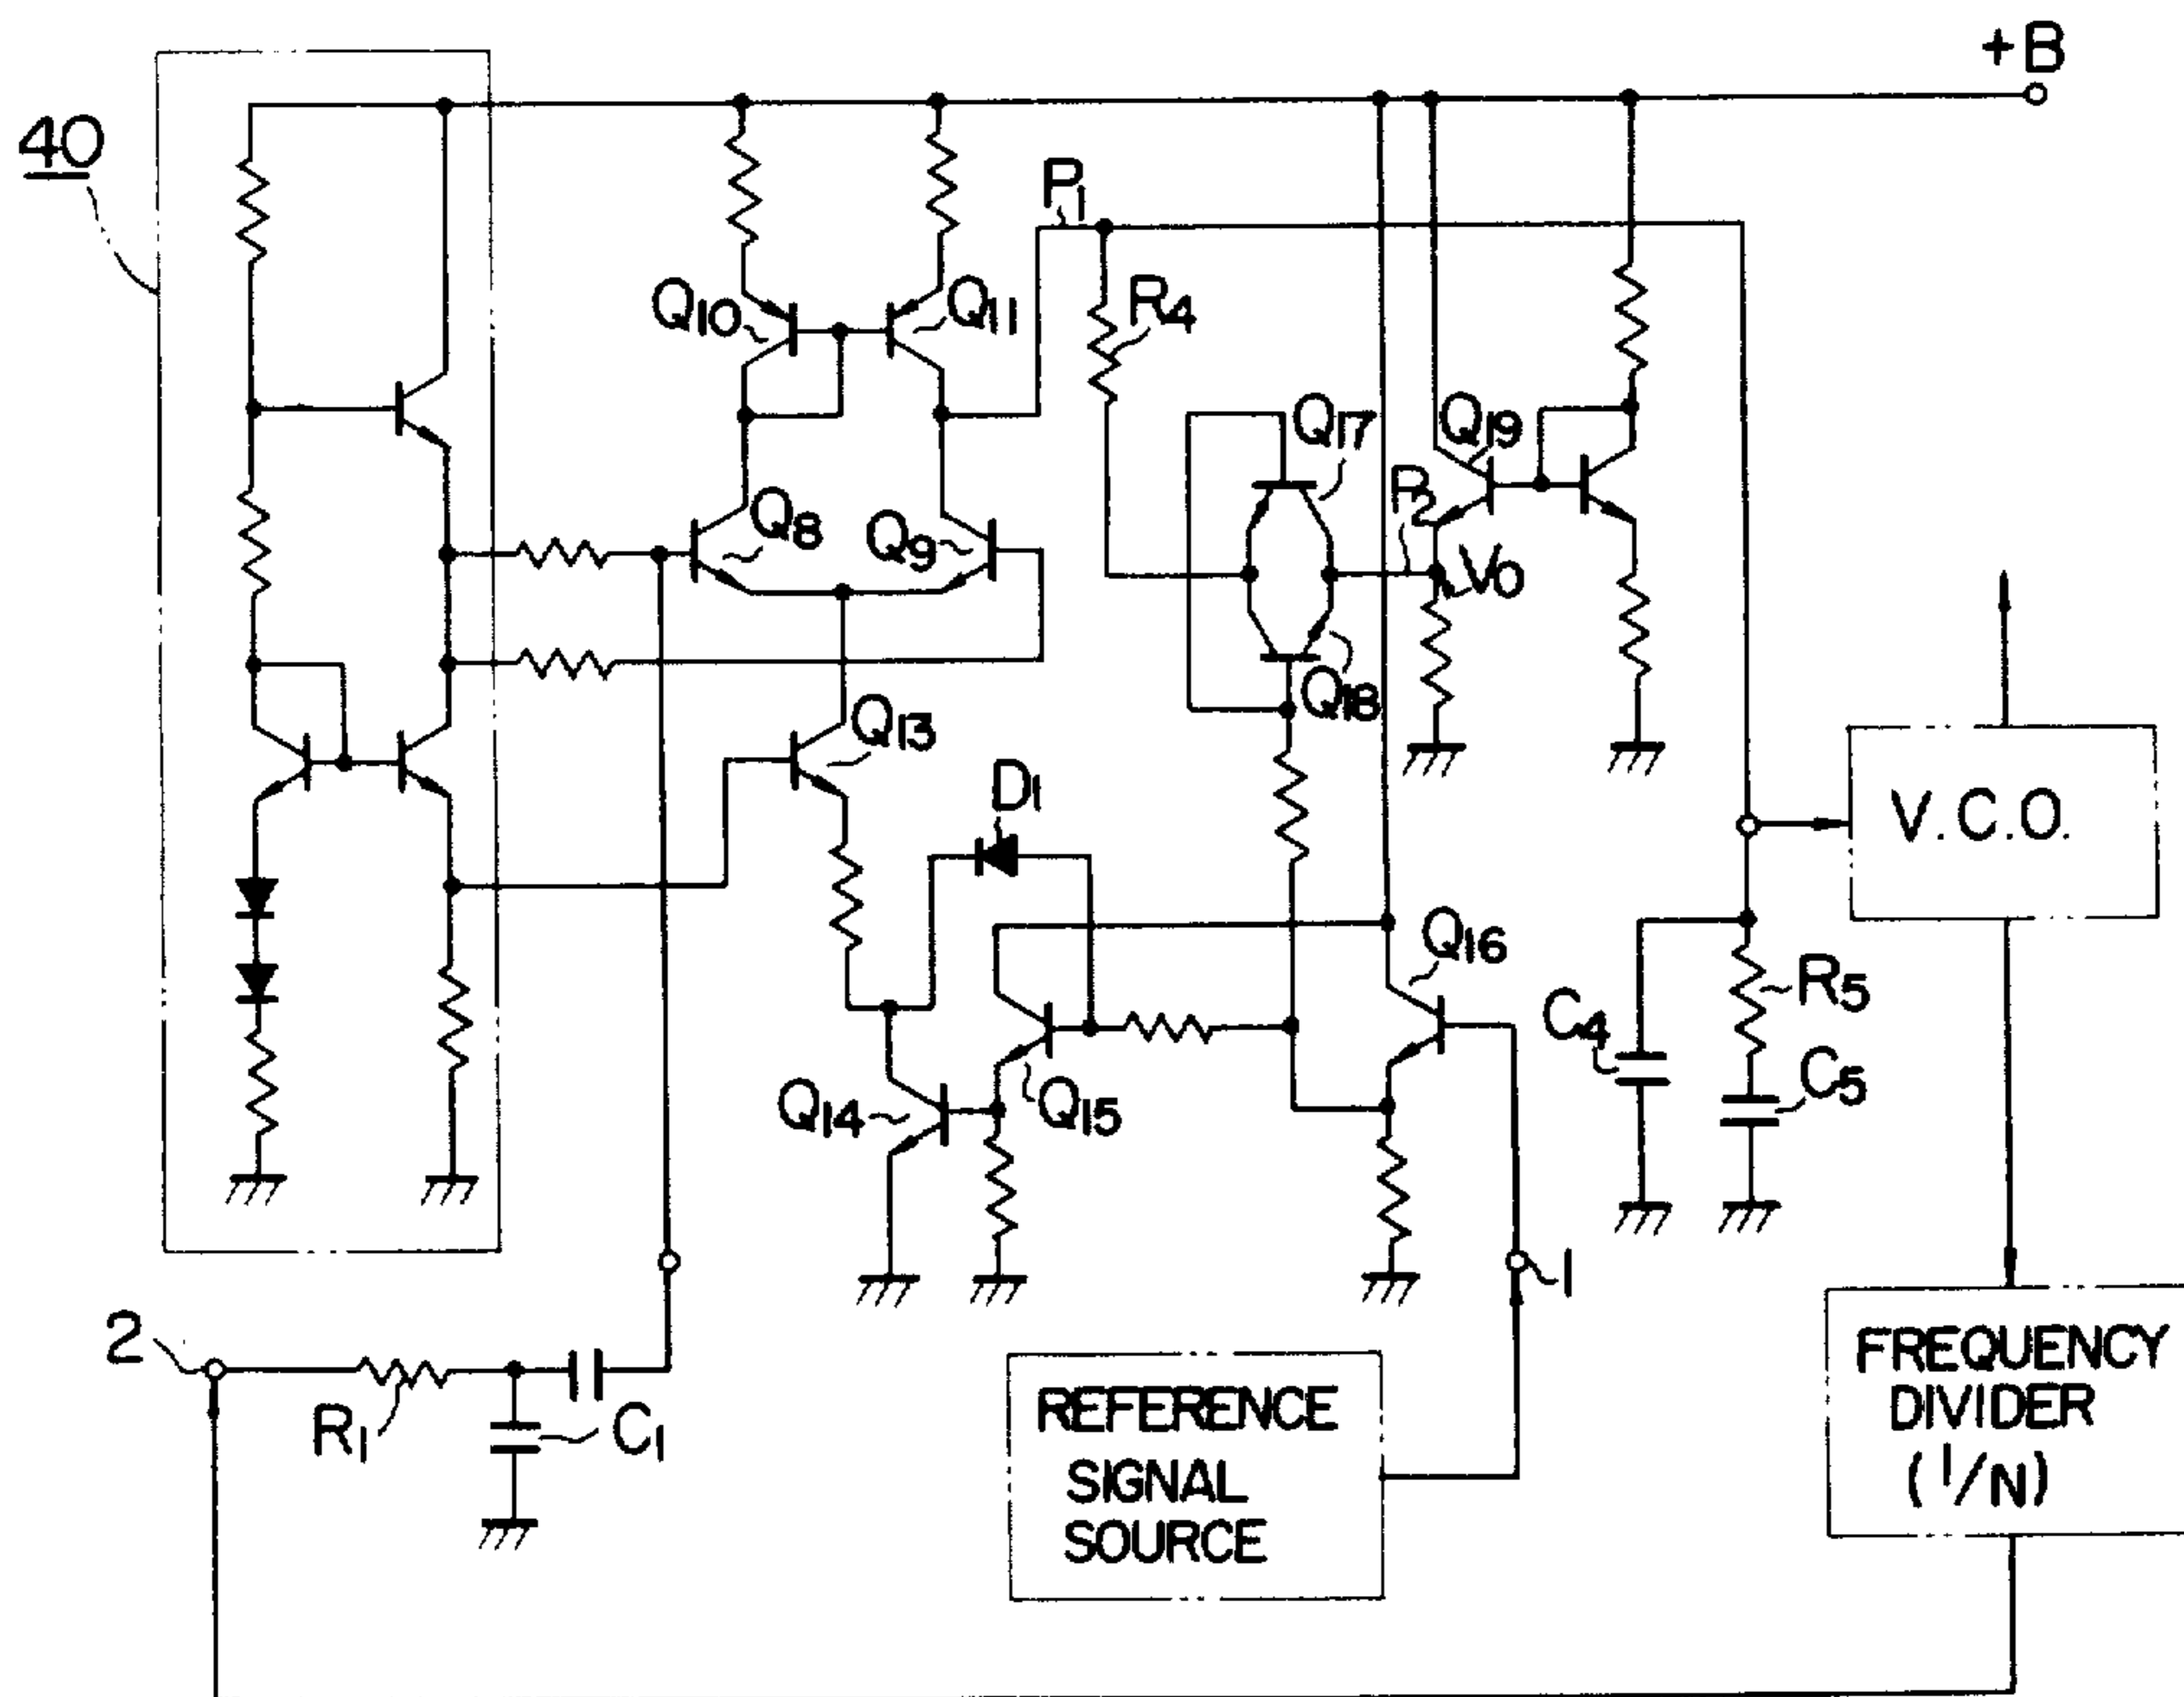 +B
40
P1
R4
Q10
Q11
Q17
Q19
P2
Q8
Q9
V0
Q18
Q13
D1
V.C.O.
Q16
R5
C4
C5
Q14
Q15
1
2
R1
C1
REFERENCE
SIGNAL
SOURCE
FREQUENCY
DIVIDER
(1/N)